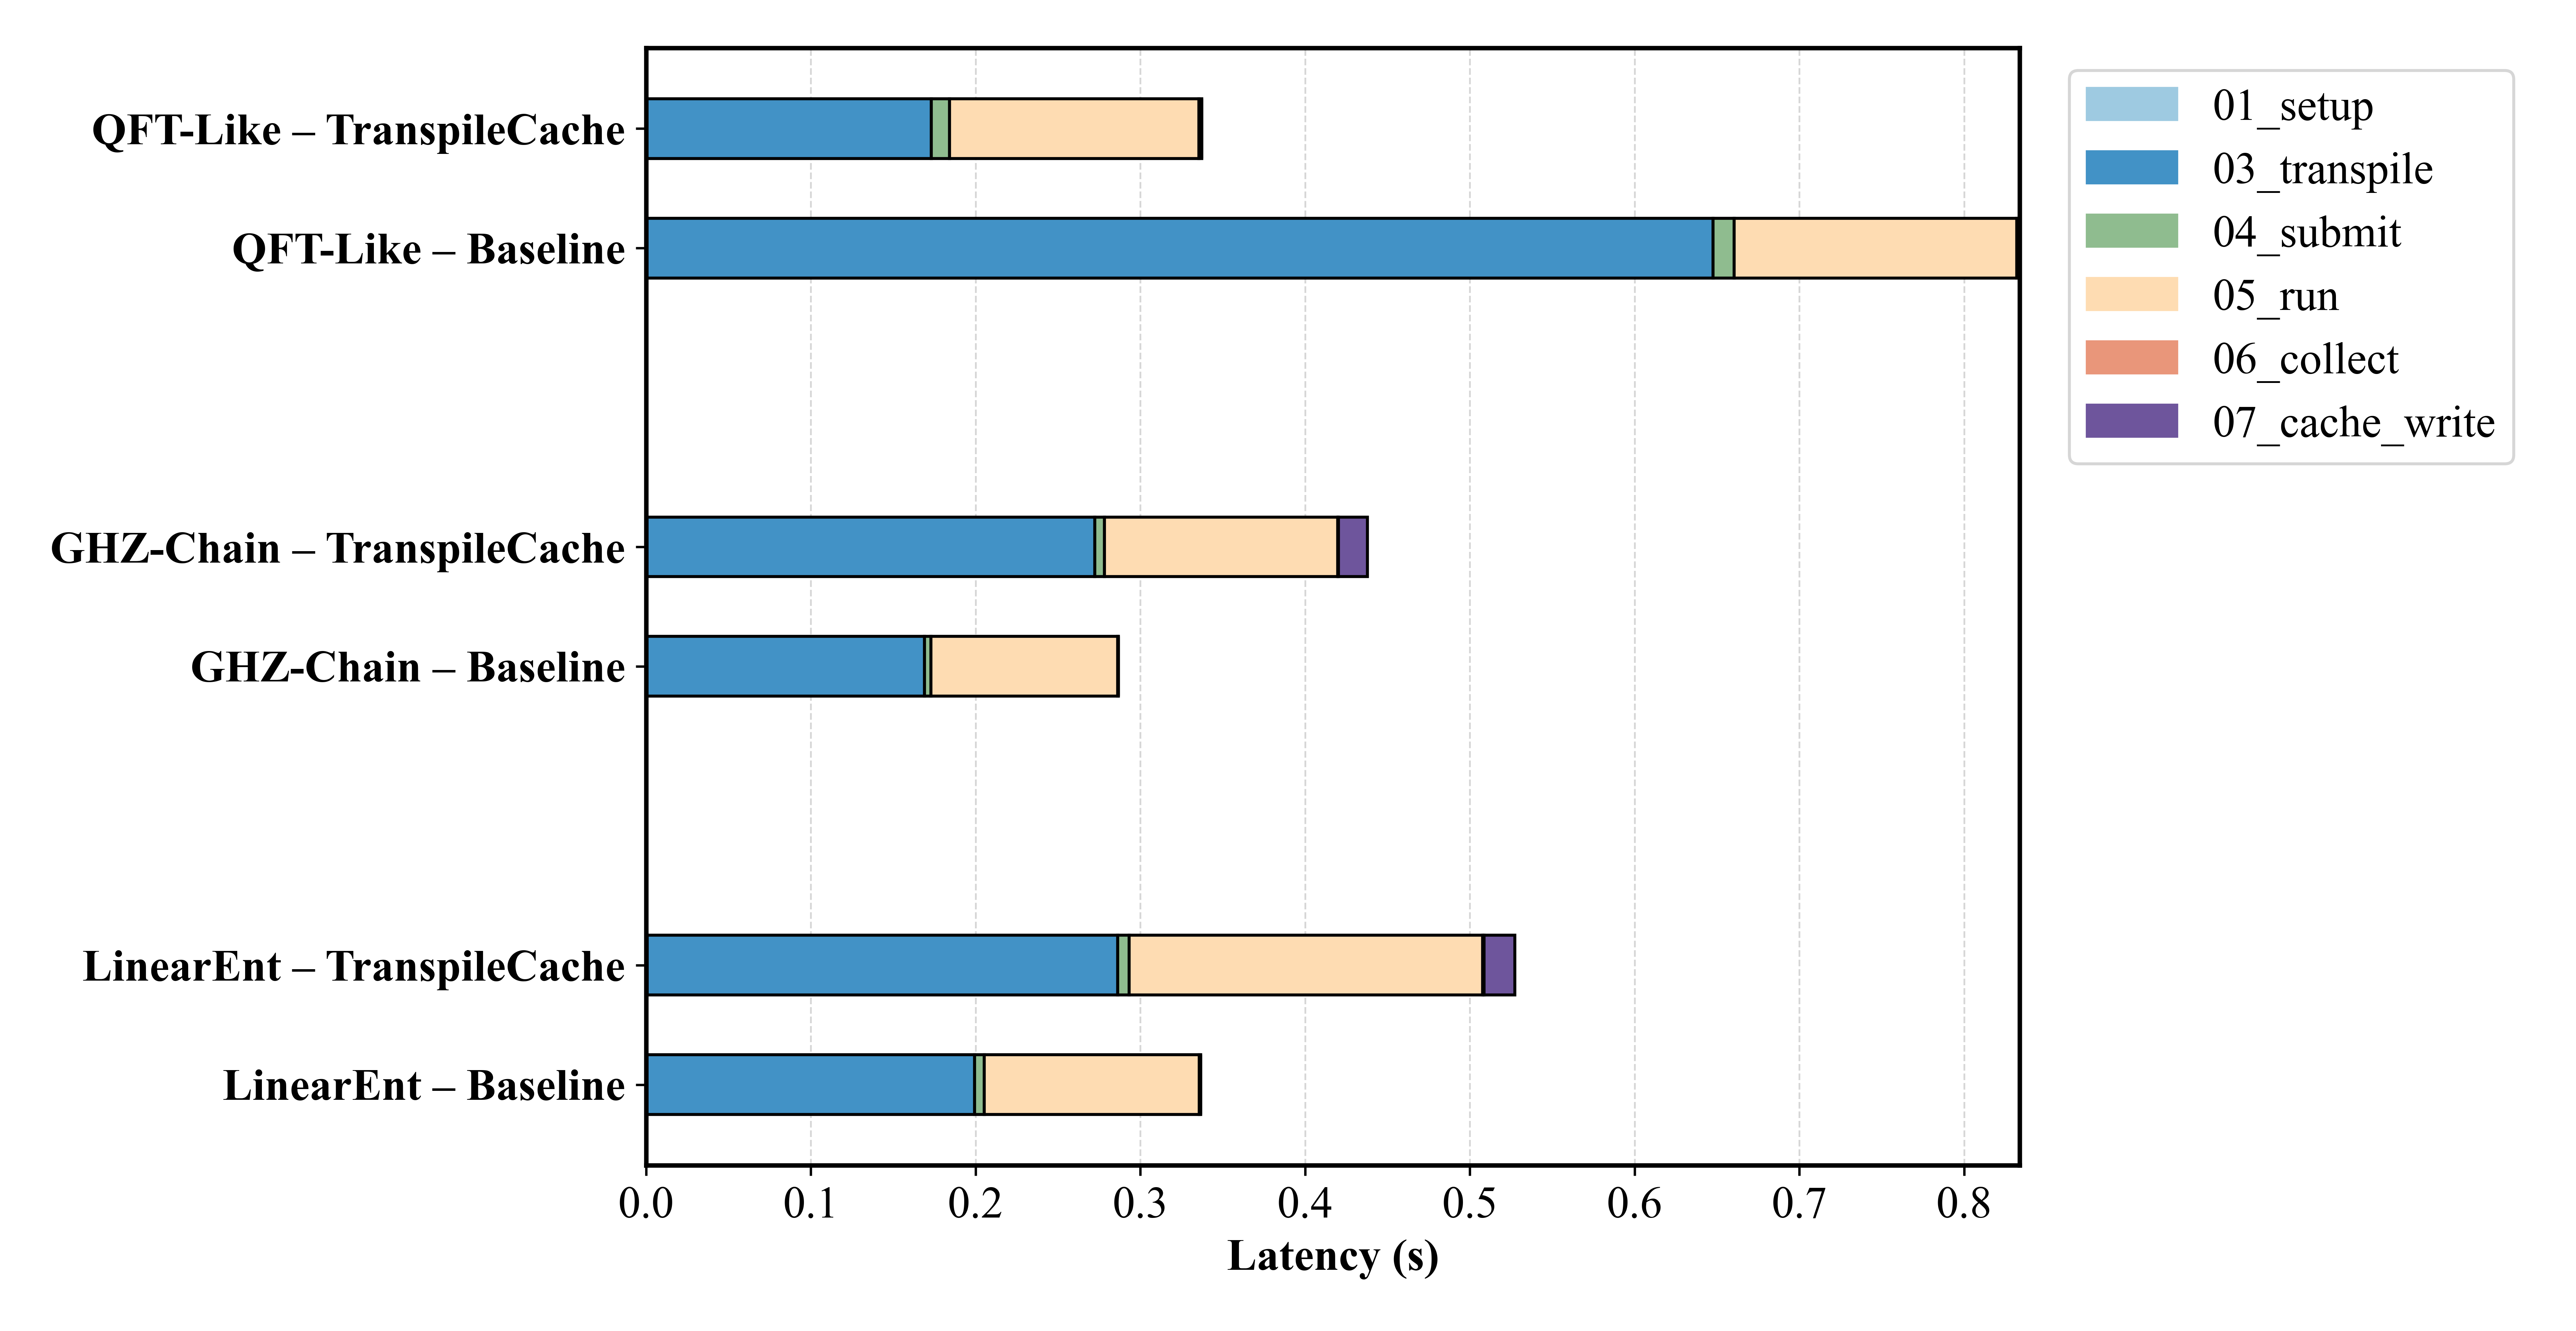 QFT-Like – TranspileCache
QFT-Like – Baseline
GHZ-Chain – TranspileCache
GHZ-Chain – Baseline
LinearEnt – TranspileCache
LinearEnt – Baseline
0.0 0.1 0.2 0.3 0.4 0.5 0.6 0.7 0.8
Latency (s)
01_setup
03_transpile
04_submit
05_run
06_collect
07_cache_write